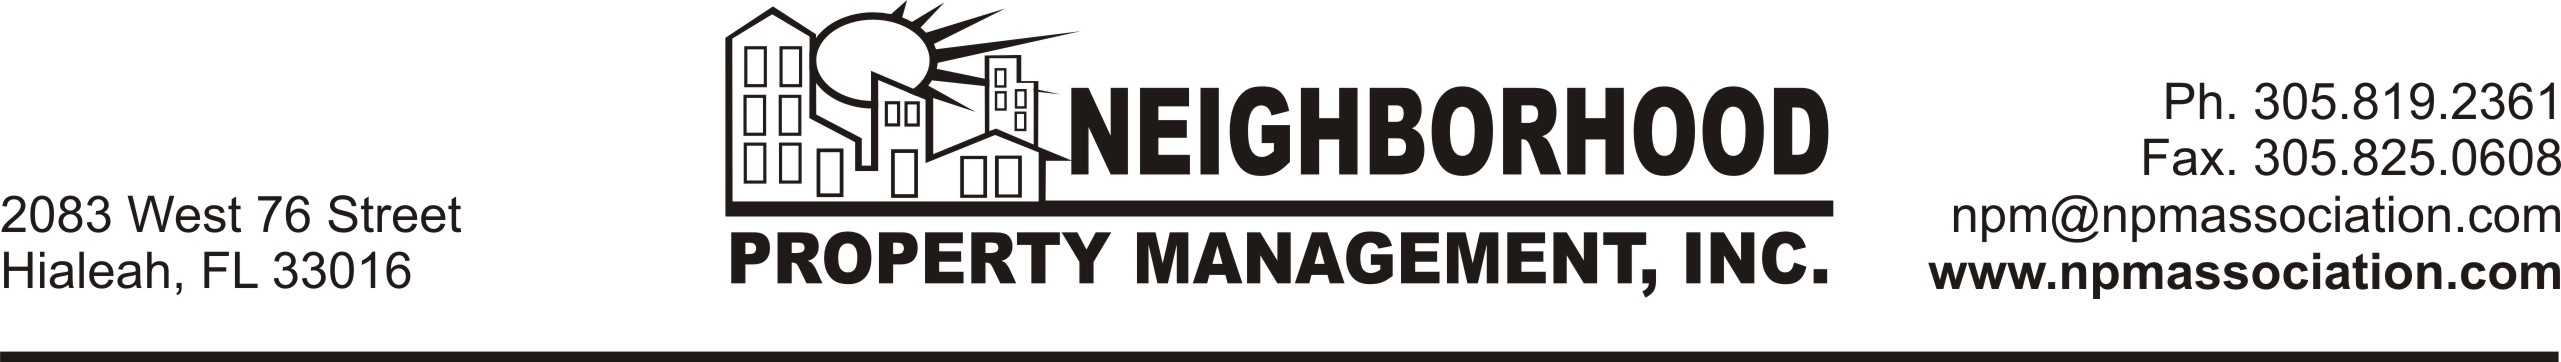 2083 West 76 Street
Hialeah, FL 33016
NEIGHBORHOOD
PROPERTY MANAGEMENT, INC.
Ph. 305.819.2361
Fax. 305.825.0608
npm@npmassociation.com
www.npmassociation.com